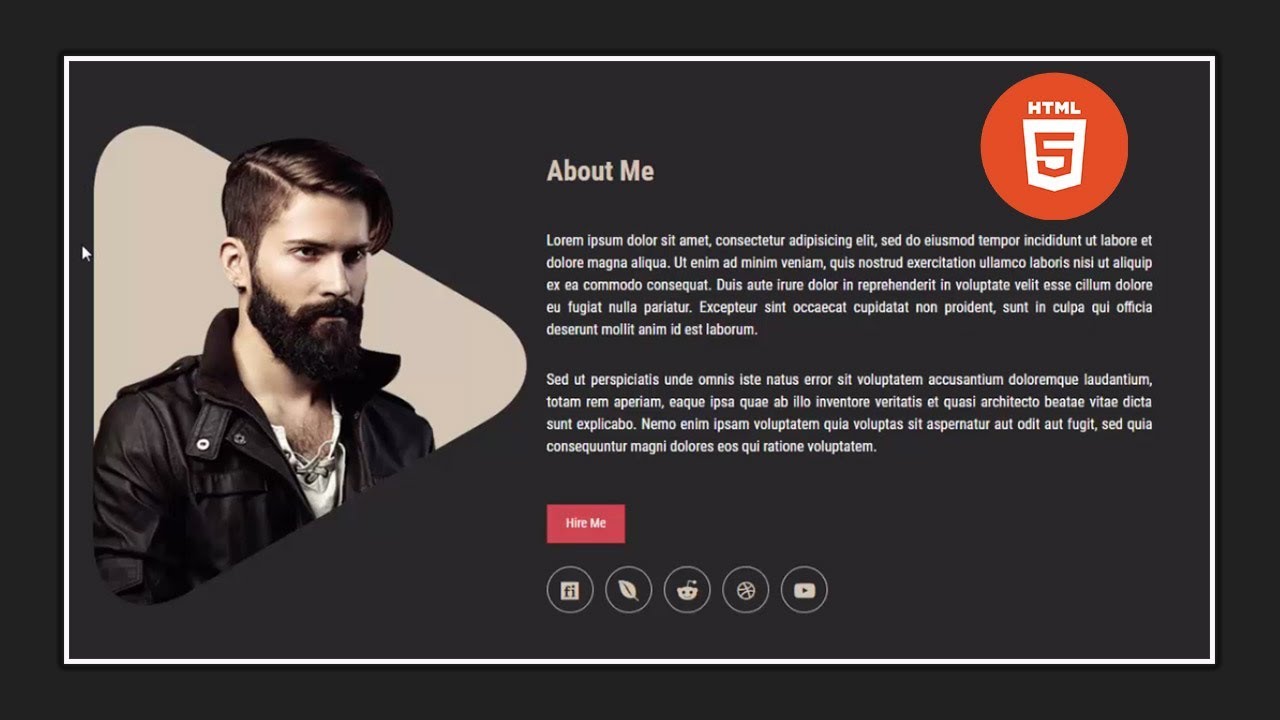 HTML
5
About Me
Lorem ipsum dolor sit amet, consectetur adipisicing elit, sed do eiusmod tempor incididunt ut labore et
dolore magna aliqua. Ut enim ad minim veniam, quis nostrud exercitation ullamco laboris nisi ut aliquip
ex ea commodo consequat. Duis aute irure dolor in reprehenderit in voluptate velit esse cillum dolore
eu fugiat nulla pariatur. Excepteur sint occaecat cupidatat non proident, sunt in culpa qui officia
deserunt mollit anim id est laborum.
Sed ut perspiciatis unde omnis iste natus error sit voluptatem accusantium doloremque laudantium,
totam rem aperiam, eaque ipsa quae ab illo inventore veritatis et quasi architecto beatae vitae dicta
sunt explicabo. Nemo enim ipsam voluptatem quia voluptas sit aspernatur aut odit aut fugit, sed quia
consequuntur magni dolores eos qui ratione voluptatem.
Hire Me
fi